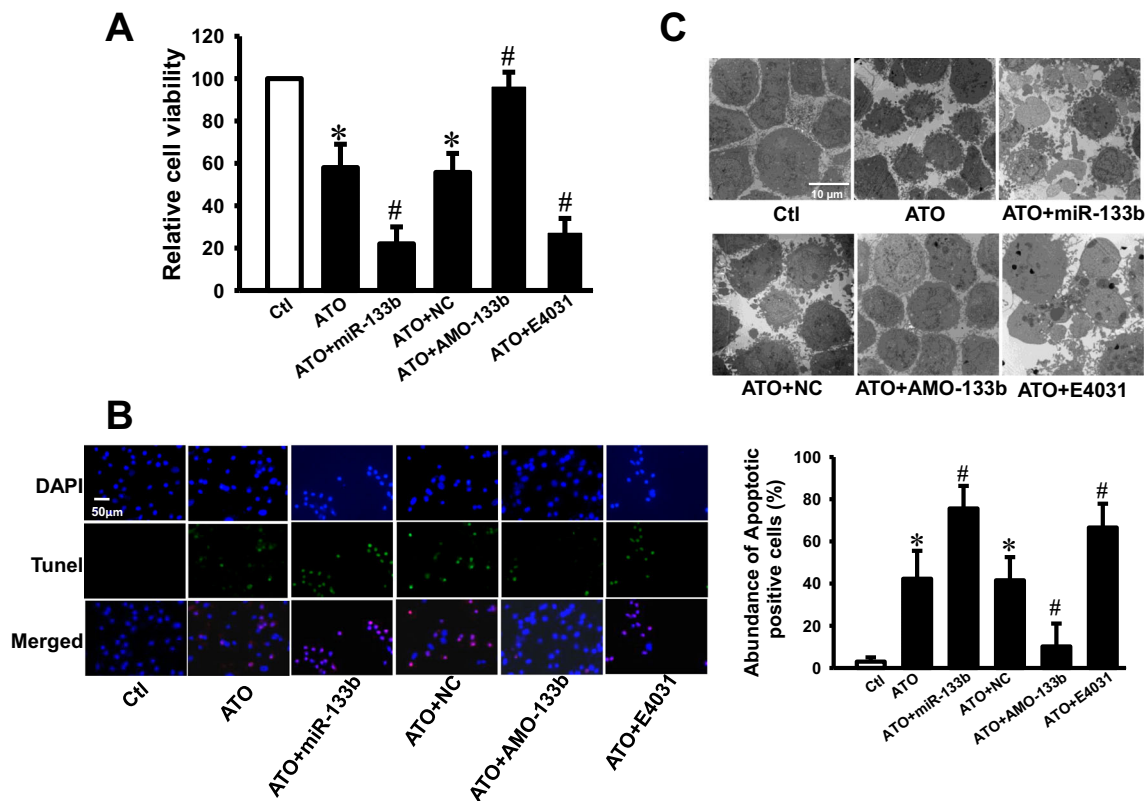 A
Relative cell viability
120
100
80
60
40
20
0
*
#
*
#
#
Ctl
ATO
ATO+miR-133b
ATO+NC
ATO+AMO-133b
ATO+E4031
C
10 μm
Ctl
ATO
ATO+miR-133b
ATO+NC
ATO+AMO-133b
ATO+E4031
B
DAPI
50μm
Tunel
Merged
Ctl
ATO
ATO+miR-133b
ATO+NC
ATO+AMO-133b
ATO+E4031
Abundance of Apoptotic
positive cells (%)
100
80
60
40
20
0
*
#
*
#
#
Ctl
ATO
ATO+miR-133b
ATO+NC
ATO+AMO-133b
ATO+E4031